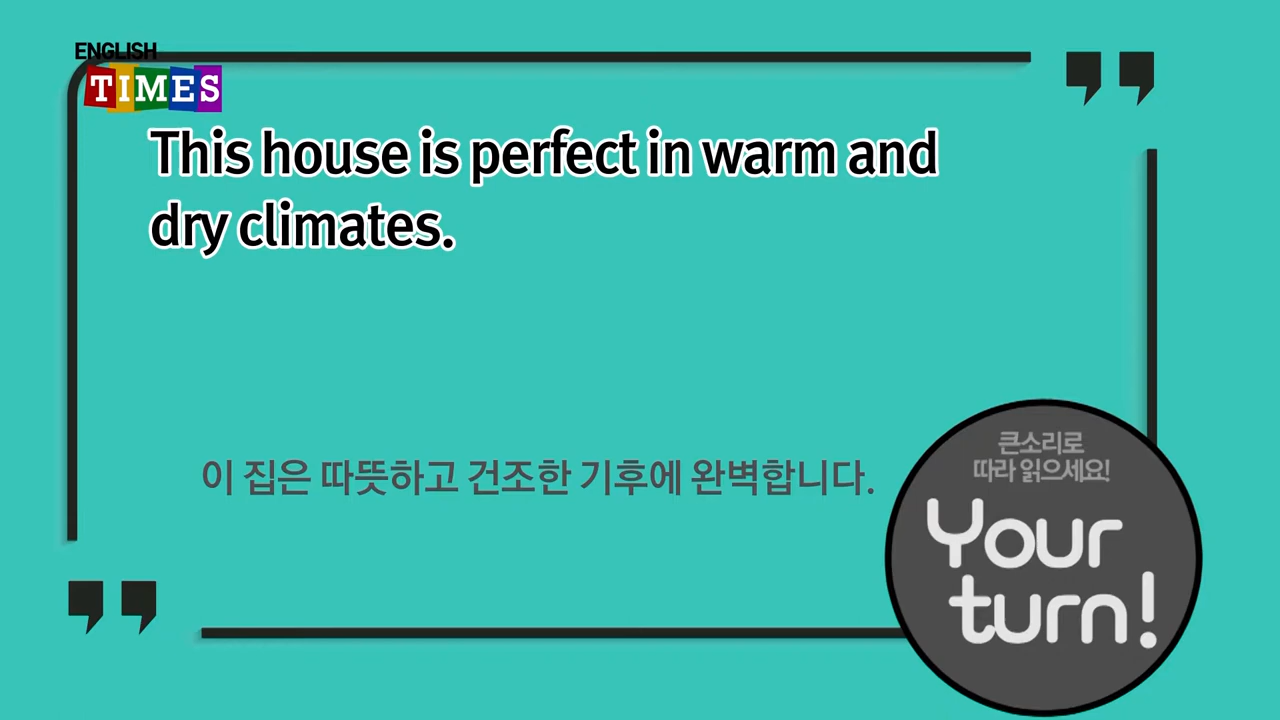 ENGLISH
TIMES
This house is perfect in warm and
dry climates.
이 집은 따뜻하고 건조한 기후에 완벽합니다.
큰소리로
따라 읽으세요!
Your
turn!